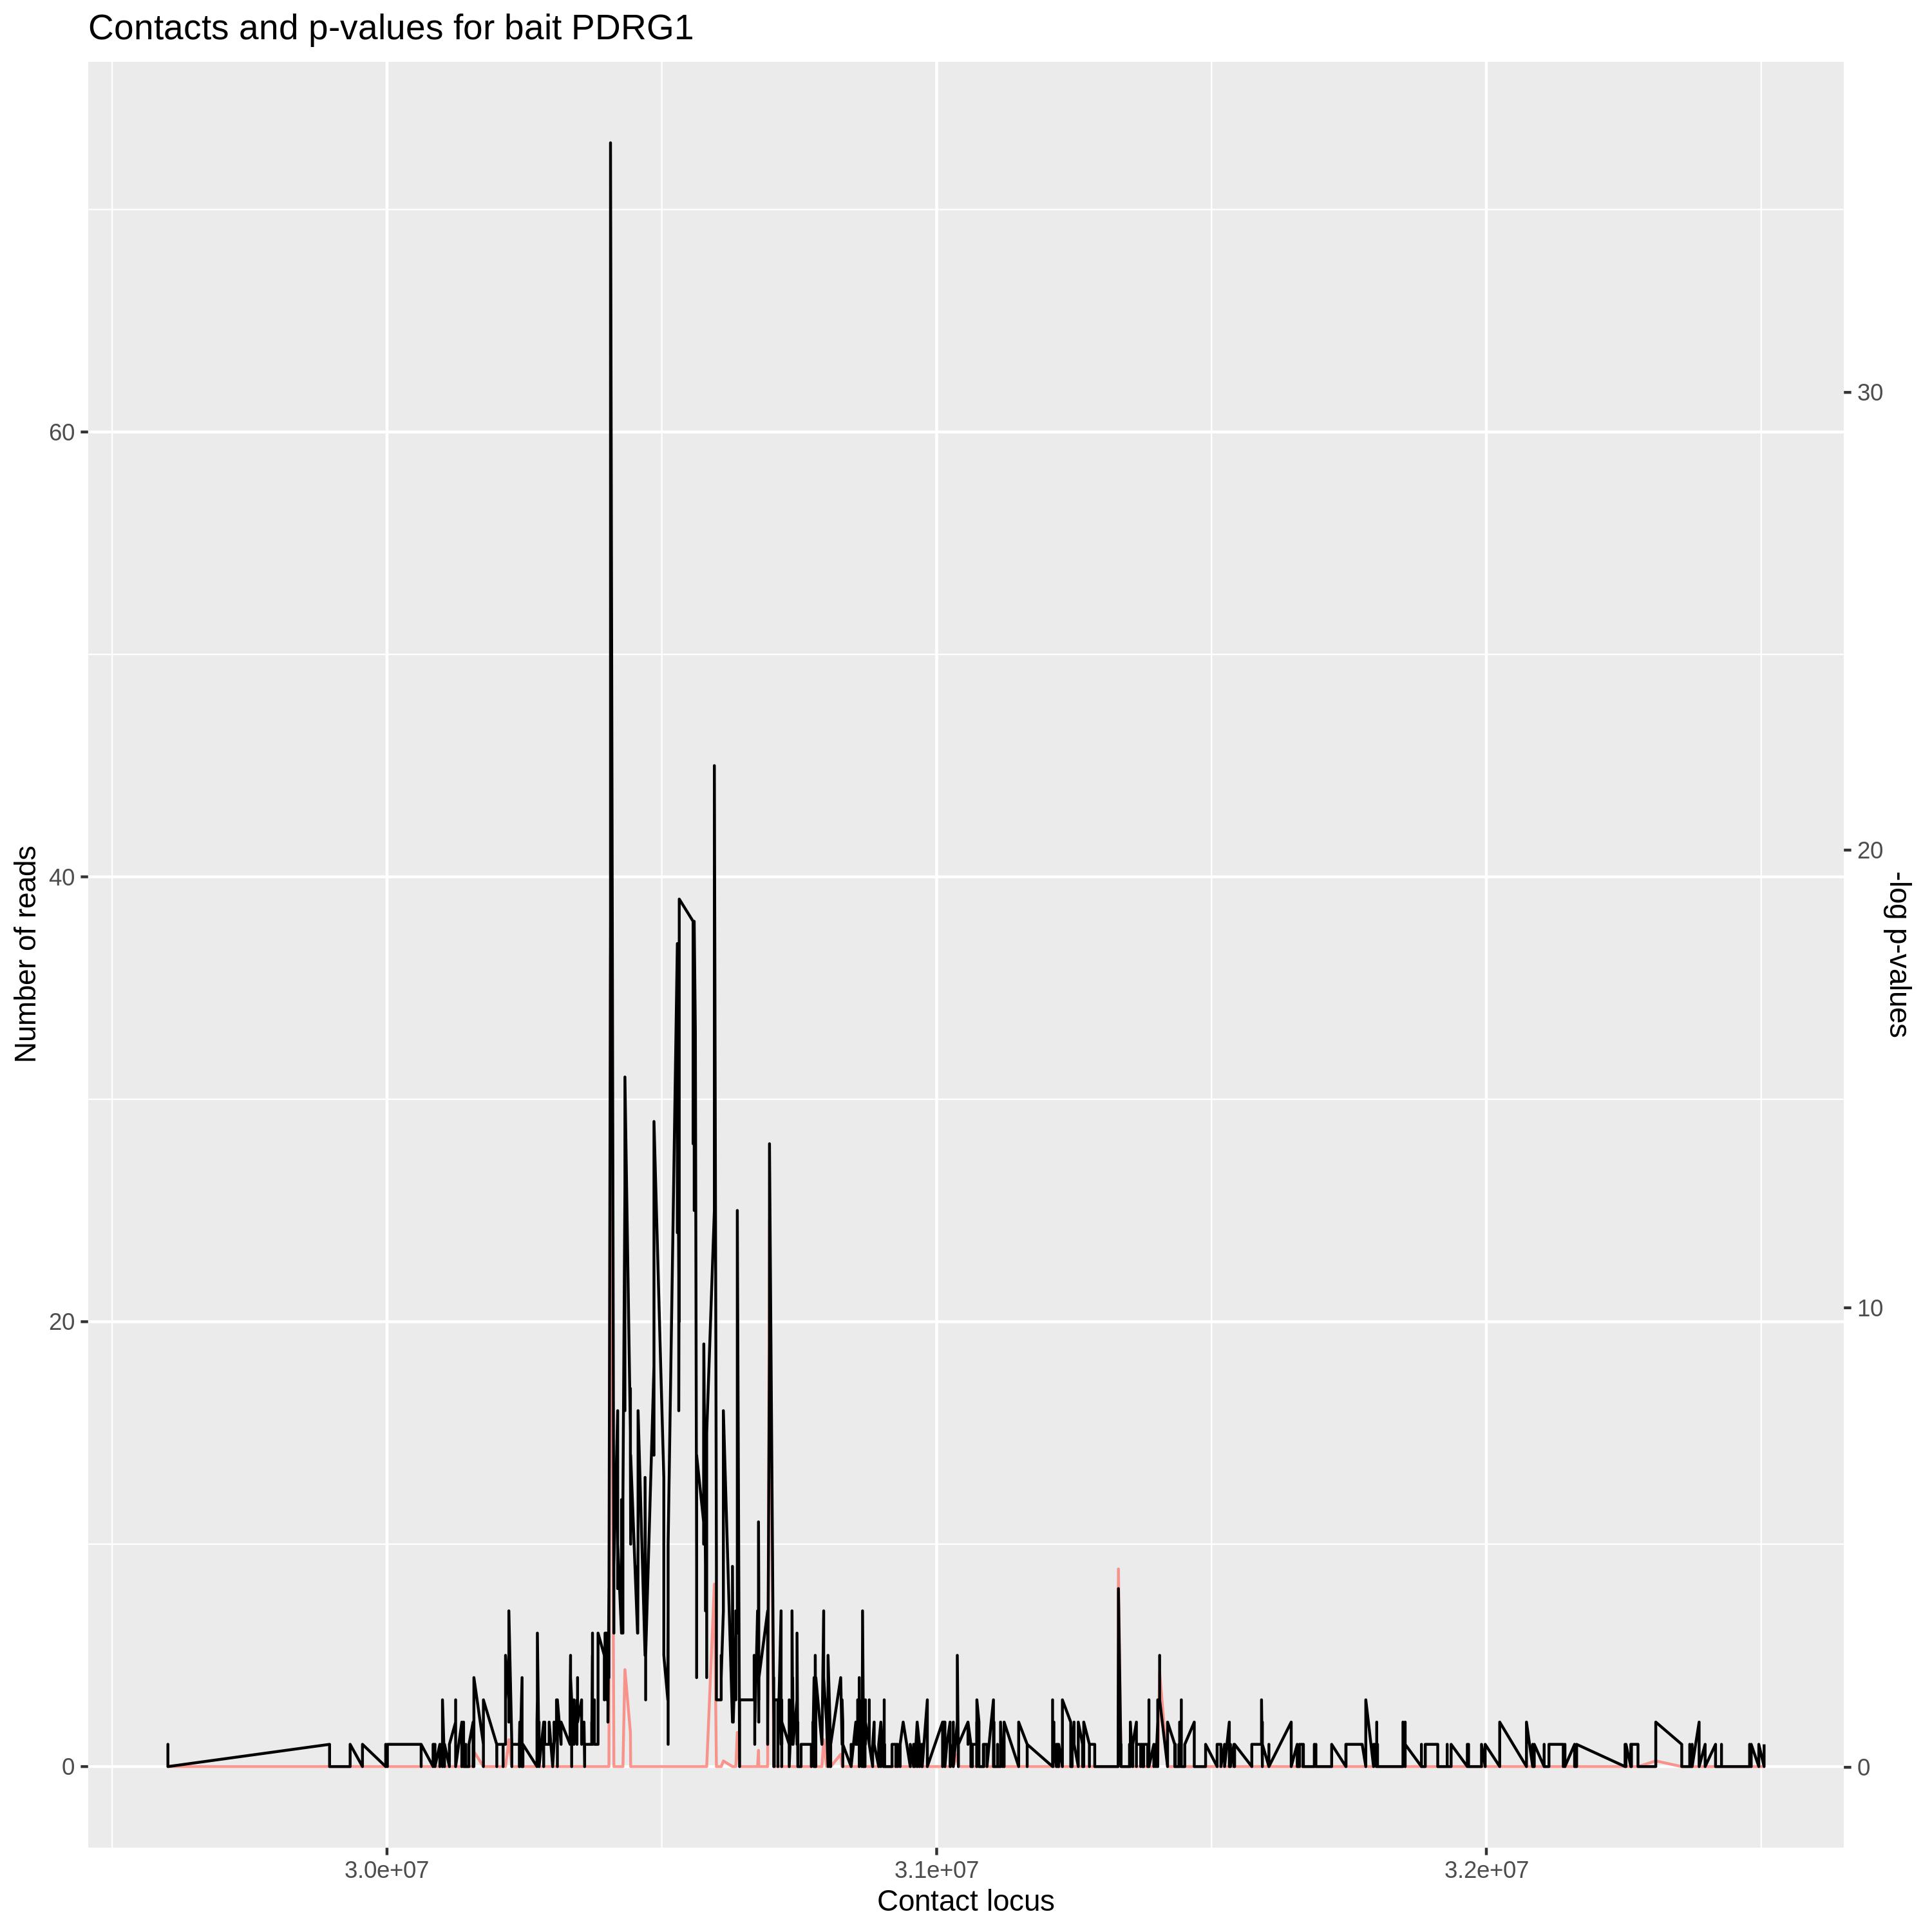 Contacts and p-values for bait PDRG1
60
40
20
0
Number of reads
30
20
10
0
-log p-values
3.0e+07
3.1e+07
3.2e+07
Contact locus